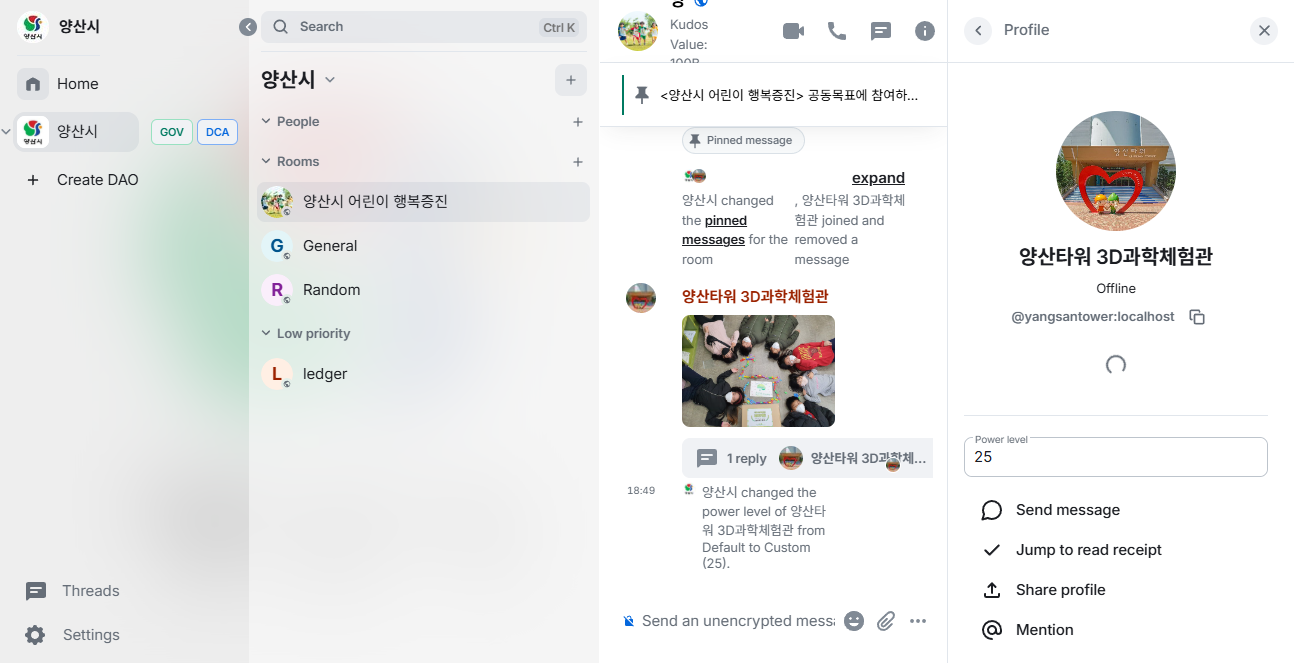 양산시
Home
양산시
GOV
DCA
Create DAO
Threads
Settings
Search
Ctrl K
양산시
People
Rooms
양산시 어린이 행복증진
G
General
R
Random
Low priority
L
ledger
Kudos
Value:
<양산시 어린이 행복증진> 공동목표에 참여하...
Pinned message
expand
양산시 changed
the pinned
messages for the
room
, 양산타워 3D과학체
험관 joined and
removed a
message
양산타워 3D과학체험관
1 reply
양산타워 3D과학체...
18:49
양산시 changed the
power level of 양산타
워 3D과학체험관 from
Default to Custom
(25).
Send an unencrypted messa
Profile
양산타워 3D과학체험관
Offline
@yangsantower:localhost
Power level
25
Send message
Jump to read receipt
Share profile
Mention